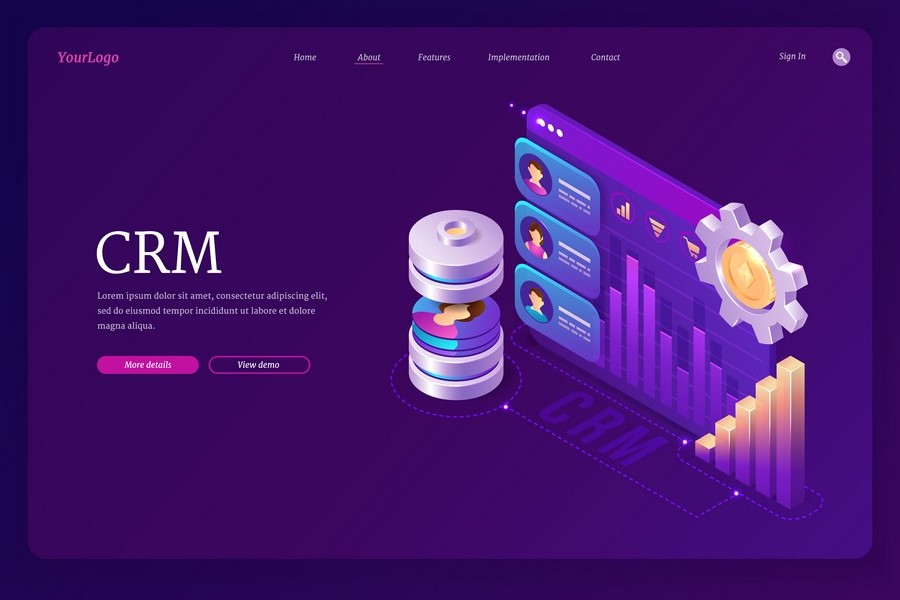 YourLogo
Home
About
Features
Implementation
Contact
Sign In
CRM
Lorem ipsum dolor sit amet, consectetur adipiscing elit,
sed do eiusmod tempor incididunt ut labore et dolore
magna aliqua.
More details
View demo
CRM